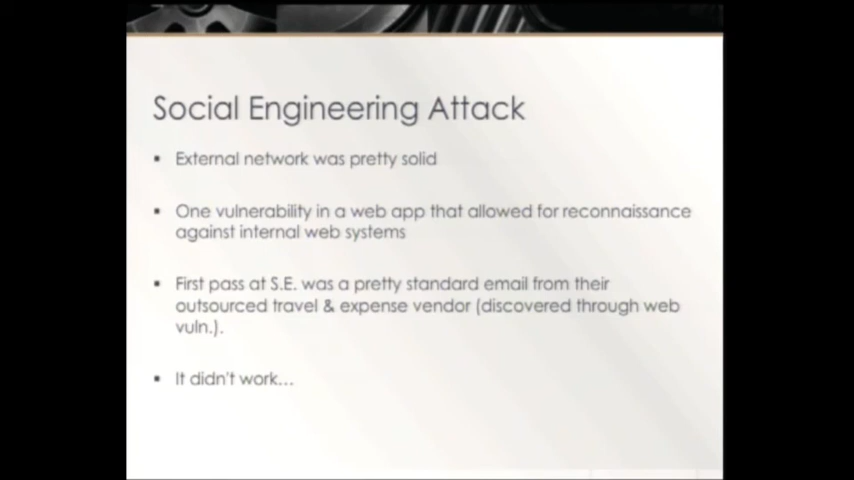 Social Engineering Attack
▪ External network was pretty solid
▪ One vulnerability in a web app that allowed for reconnaissance
against internal web systems
▪ First pass at S.E. was a pretty standard email from their
outsourced travel & expense vendor (discovered through web
vuln.).
▪ It didn't work...